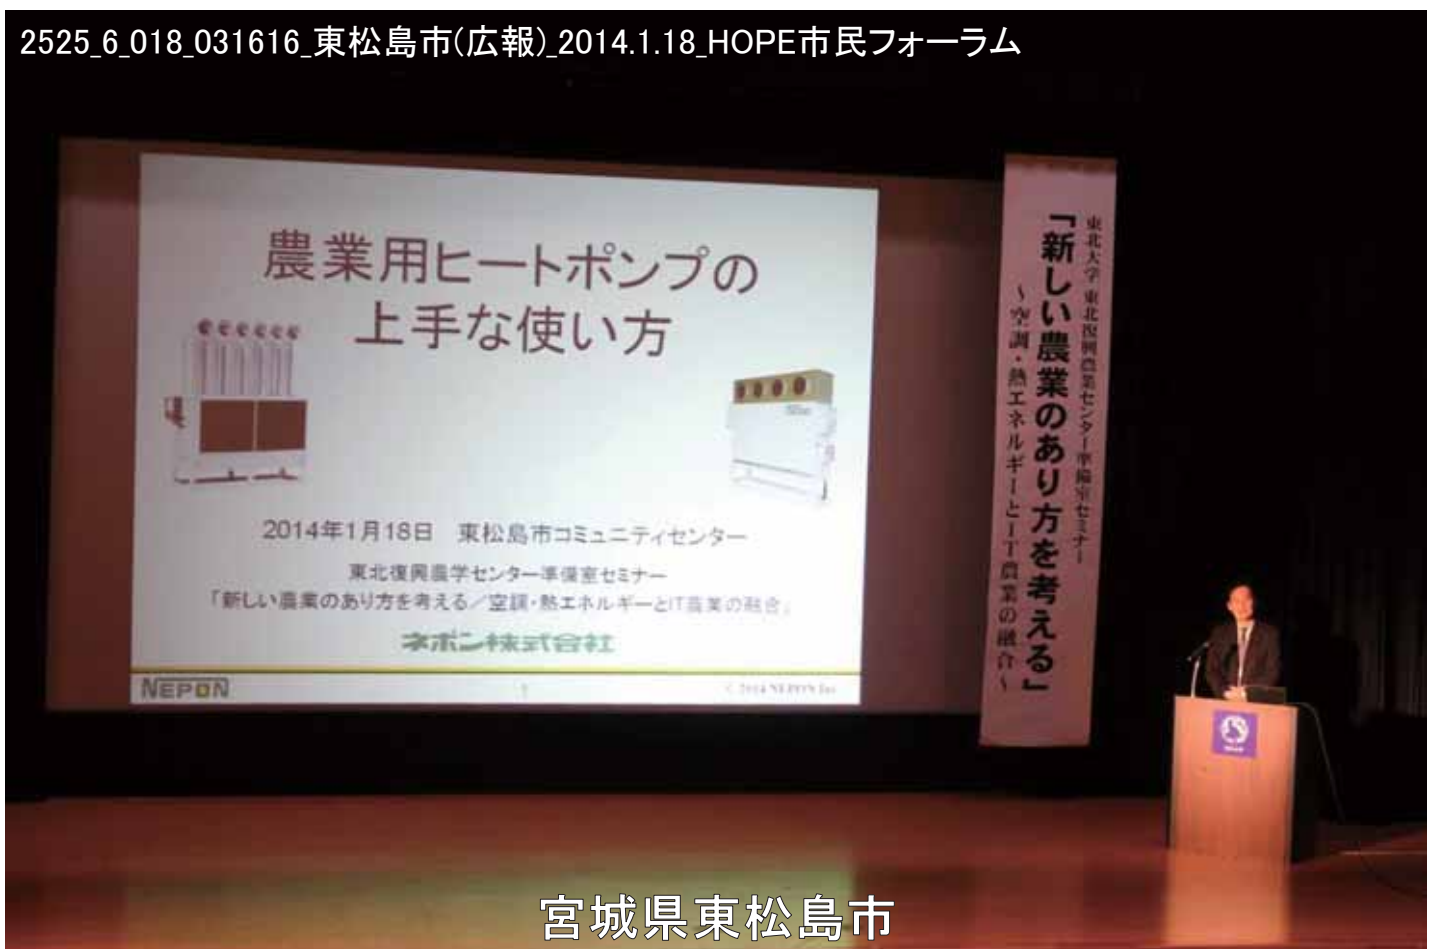 2525_6_018_031616_東松島市(広報)_2014.1.18_HOPE市民フォーラム
農業用ヒートポンプの
上手な使い方
2014年1月18日 東松島市コミュニティセンター
東北復興農学センター準備室セミナー
「新しい農業のあり方を考える／空調・熱エネルギーとIT農業の融合」
ネポン株式会社
NEPON
1
© 2014 NEPON Inc.
東北大学 東北復興農業センター準備室セミナー
「新しい農業のあり方を考える」
～空調・熱エネルギーとIT農業の融合～
宮城県東松島市